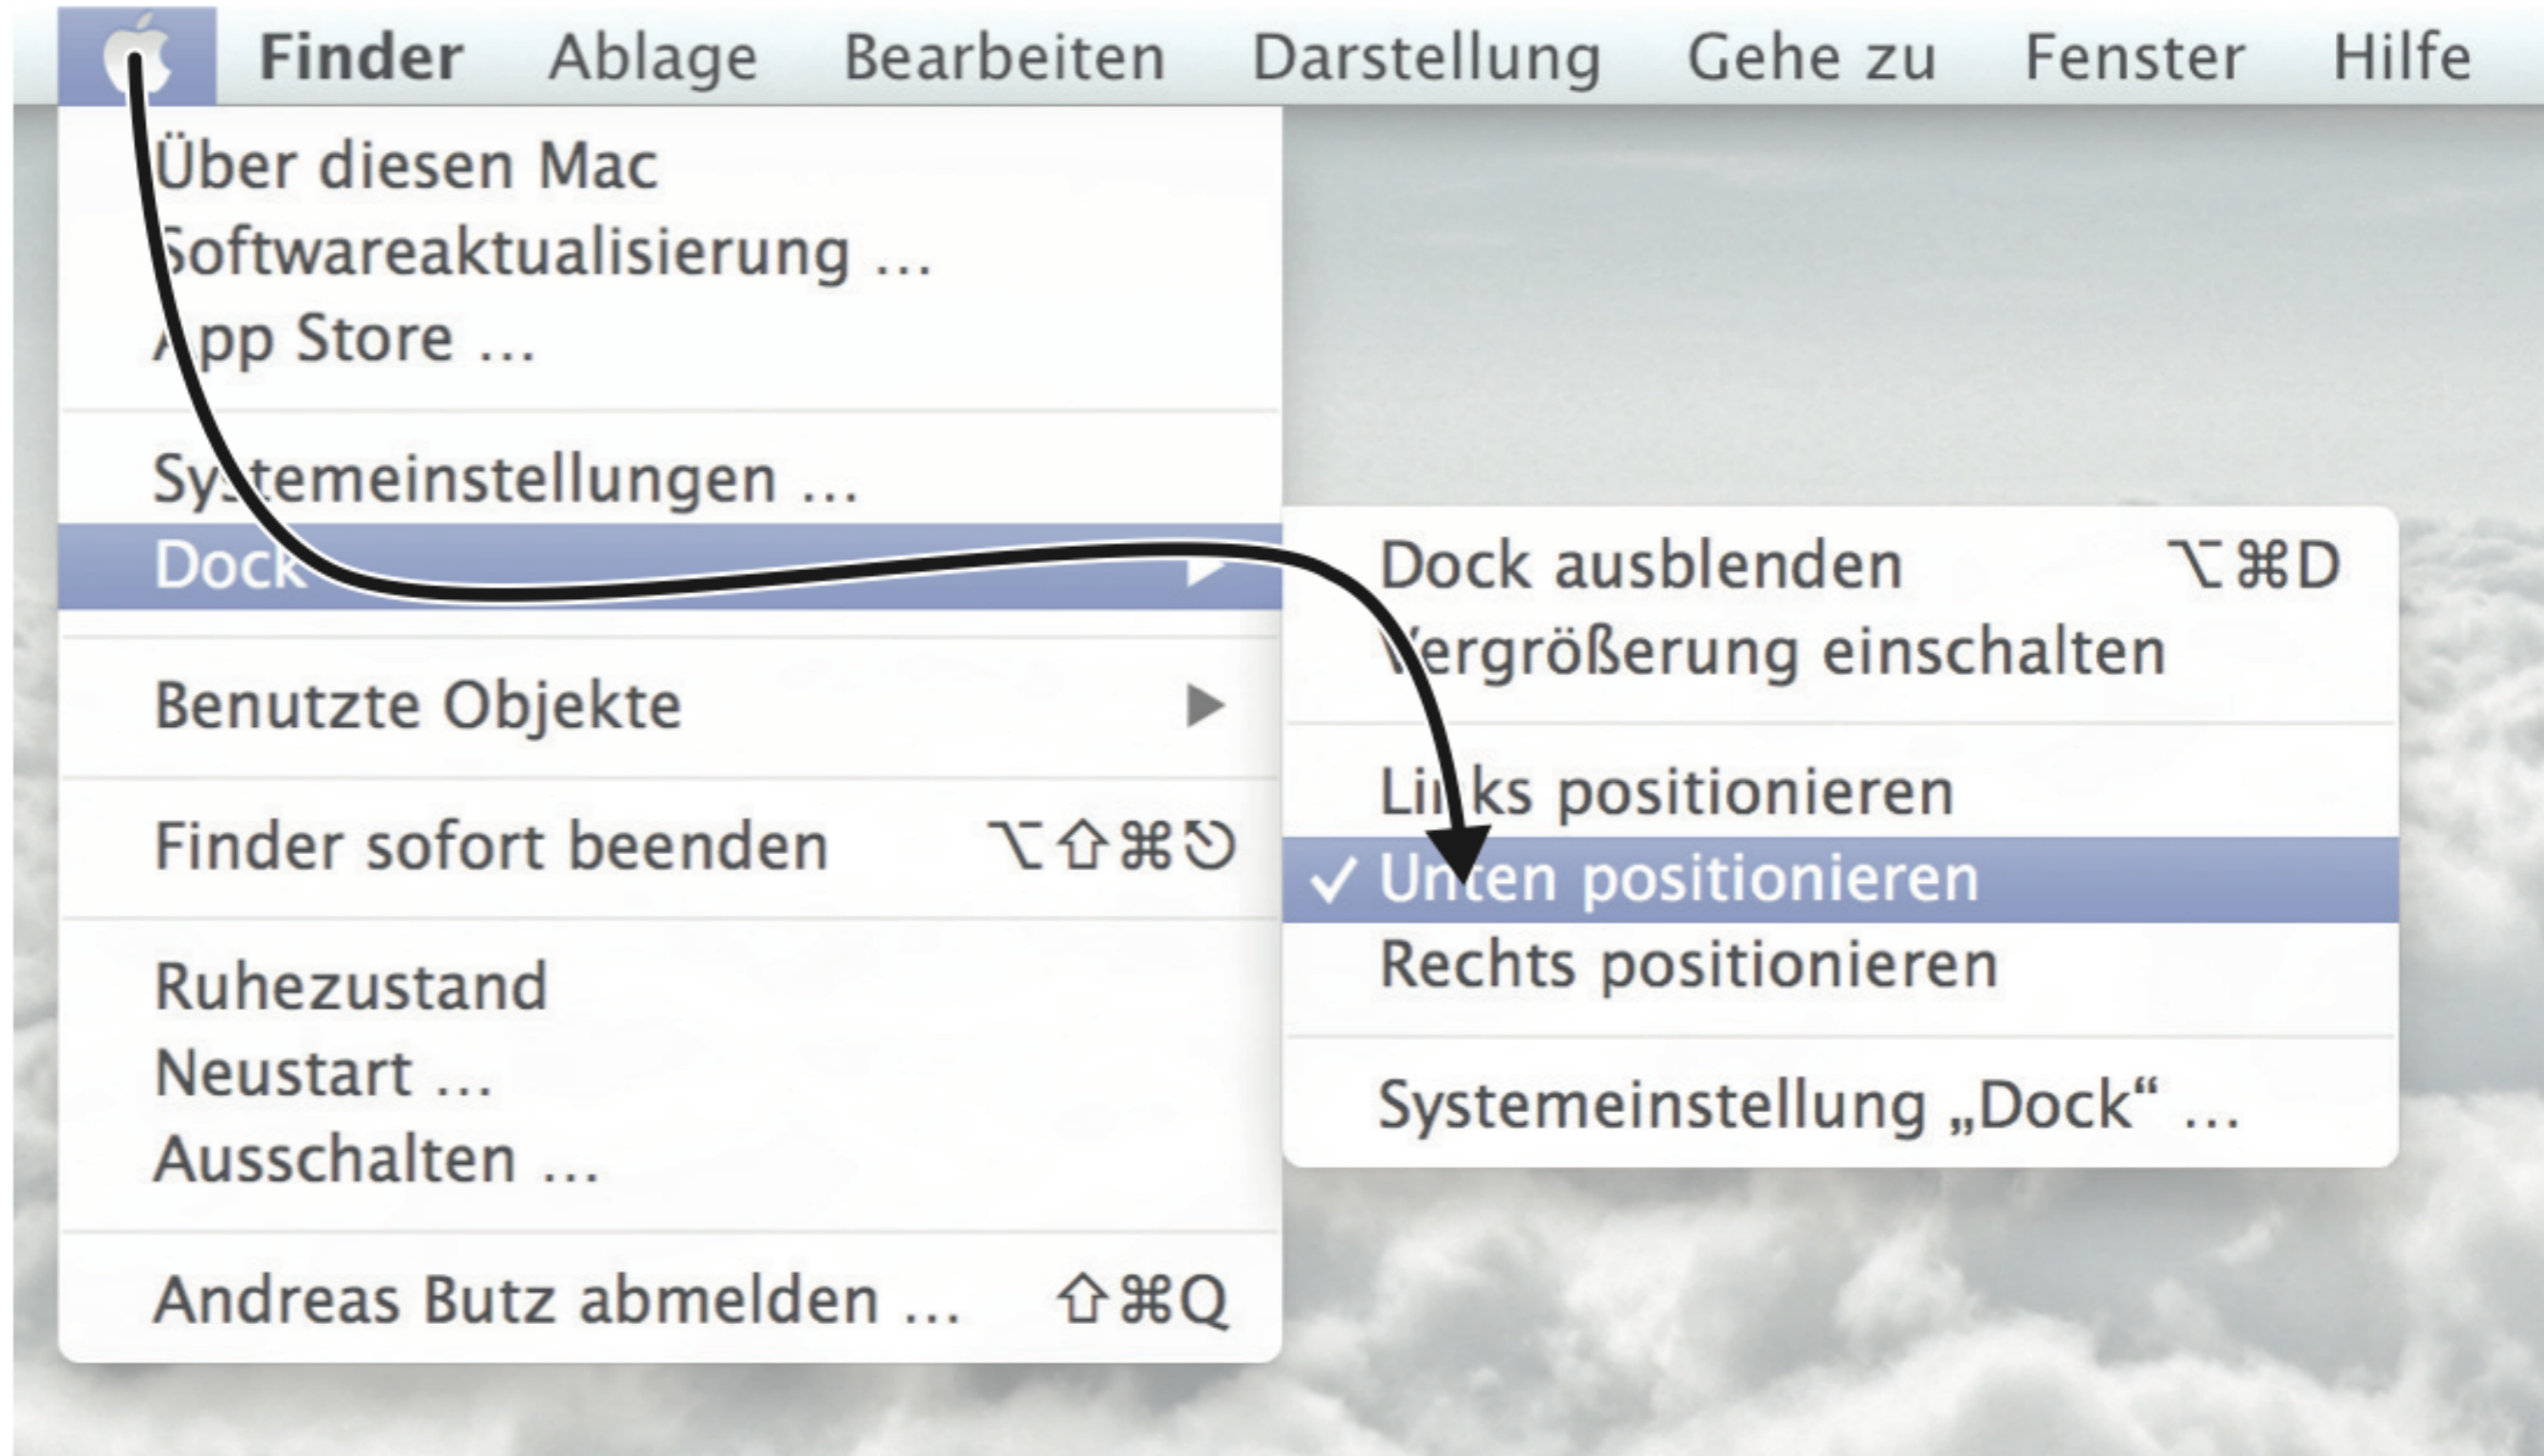 Finder Ablage Bearbeiten Darstellung Gehe zu Fenster Hilfe
Über diesen Mac
Softwareaktualisierung ...
App Store ...
Systemeinstellungen ...
Dock
Benutzte Objekte
Finder sofort beenden ⌥⇧⌘⎋
Ruhezustand
Neustart ...
Ausschalten ...
Andreas Butz abmelden ... ⇧⌘Q
Dock ausblenden ⌥⌘D
Vergrößerung einschalten
Links positionieren
✓ Unten positionieren
Rechts positionieren
Systemeinstellung „Dock“ ...